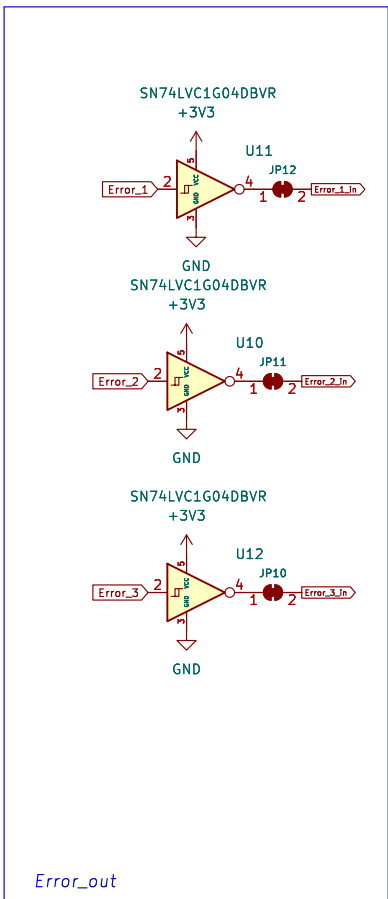 SN74LVC1G04DBVR
+3V3
U11
JP12
5
VCC
2
4
Error_1
1
2
Error_1_in
GND
3
GND
SN74LVC1G04DBVR
+3V3
U10
JP11
5
VCC
2
4
Error_2
1
2
Error_2_in
GND
3
GND
SN74LVC1G04DBVR
+3V3
U12
JP10
5
VCC
2
4
Error_3
1
2
Error_3_in
GND
3
GND
Error_out